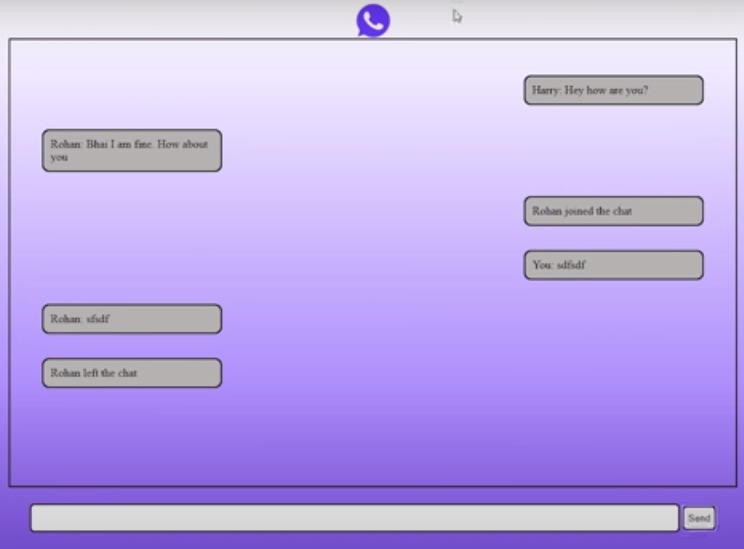 Harry: Hey how are you?
Rohan: Bhai I am fine. How about
you
Rohan joined the chat
You: sdfsdf
Rohan: sfsdf
Rohan left the chat
Send